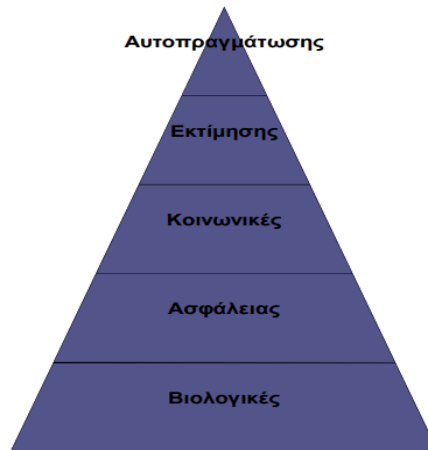 Αυτοπραγμάτωσης
Εκτίμησης
Κοινωνικές
Ασφάλειας
Βιολογικές